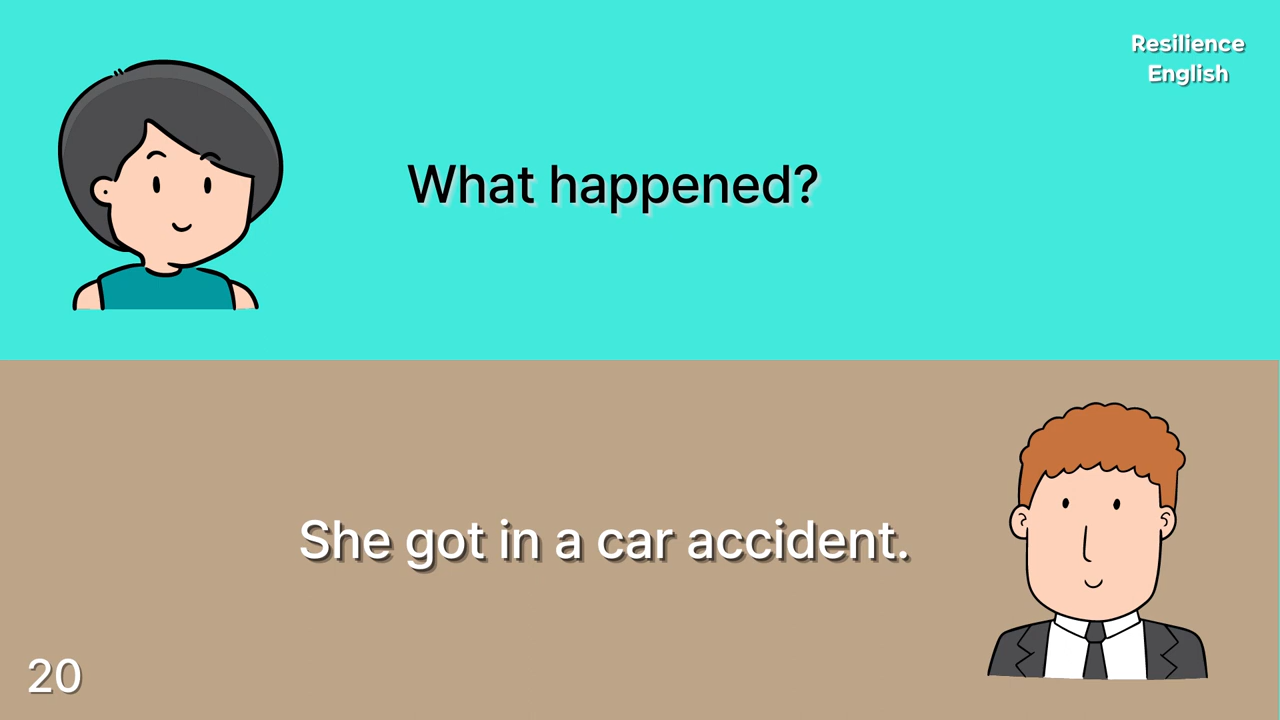 Resilience
English
What happened?
She got in a car accident.
20